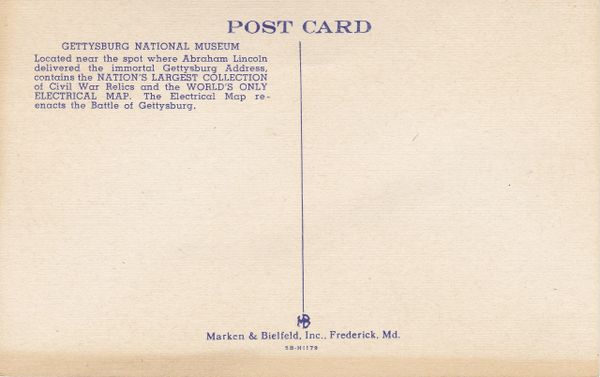 POST CARD
GETTYSBURG NATIONAL MUSEUM
Located near the spot where Abraham Lincoln
delivered the immortal Gettysburg Address,
contains the NATION'S LARGEST COLLECTION
of Civil War Relics and the WORLD'S ONLY
ELECTRICAL MAP. The Electrical Map re-
enacts the Battle of Gettysburg.
Marken & Bielfeld, Inc., Frederick, Md.
5B-H1179